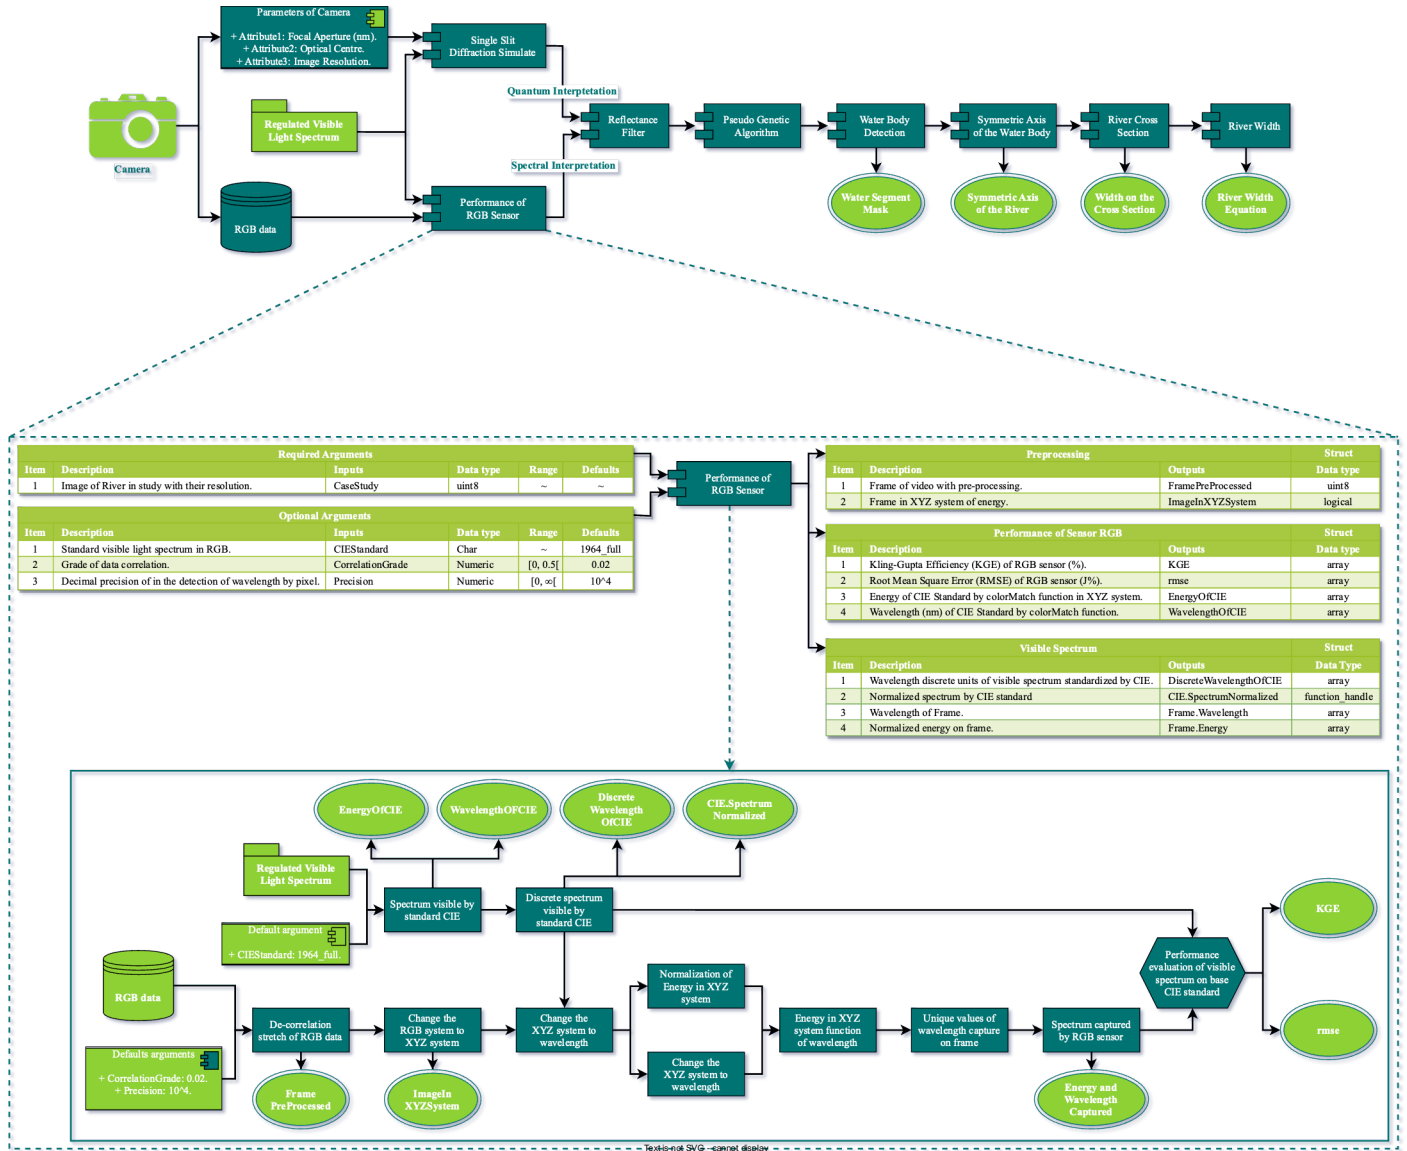 Parameters of Camera
+ Attribute1: Focal Aperture (nm).
+ Attribute2: Optical Centre.
+ Attribute3: Image Resolution.
Single Slit
Diffraction Simulate
Camera
Regulated Visible
Light Spectrum
RGB data
Performance of
RGB Sensor
Quantum Interptetation
Spectral Interpretation
Reflectance
Filter
Pseudo Genetic
Algorithm
Water Body
Detection
Symmetric Axis
of the Water Body
River Cross
Section
River Width
Water Segment
Mask
Symmetric Axis
of the River
Width on the
Cross Section
River Width
Equation
Required Arguments
Item Description Inputs Data type Range Defaults
1 Image of River in study with their resolution. CaseStudy uint8 ~ ~
Optional Arguments
Item Description Inputs Data type Range Defaults
1 Standard visible light spectrum in RGB. CIEStandard Char ~ 1964_full
2 Grade of data correlation. CorrelationGrade Numeric [0, 0.5[ 0.02
3 Decimal precision of in the detection of wavelength by pixel. Precision Numeric [0, ∞[ 10^4
Performance of
RGB Sensor
Preprocessing Struct
Item Description Outputs Data type
1 Frame of video with pre-processing. FramePreProcessed uint8
2 Frame in XYZ system of energy. ImageInXYZSystem logical
Performance of Sensor RGB Struct
Item Description Outputs Data type
1 Kling-Gupta Efficiency (KGE) of RGB sensor (%). KGE array
2 Root Mean Square Error (RMSE) of RGB sensor (J%). rmse array
3 Energy of CIE Standard by colorMatch function in XYZ system. EnergyOfCIE array
4 Wavelength (nm) of CIE Standard by colorMatch function. WavelengthOfCIE array
Visible Spectrum Struct
Item Description Outputs Data Type
1 Wavelength discrete units of visible spectrum standardized by CIE. DiscreteWavelengthOfCIE array
2 Normalized spectrum by CIE standard CIE.SpectrumNormalized function_handle
3 Wavelength of Frame. Frame.Wavelength array
4 Normalized energy on frame. Frame.Energy array
EnergyOfCIE
WavelengthOFCIE
Discrete
Wavelength
OfCIE
CIE.Spectrum
Normalized
Regulated Visible
Light Spectrum
Default argument
+ CIEStandard: 1964_full.
Spectrum visible by
standard CIE
Discrete spectrum
visible by
standard CIE
KGE
Performance
evaluation of visible
spectrum on base
CIE standard
rmse
RGB data
Defaults arguments
+ CorrelationGrade: 0.02.
+ Precision: 10^4.
De-correlation
stretch of RGB data
Change the
RGB system to
XYZ system
Change the
XYZ system to
wavelength
Normalization of
Energy in XYZ
system
Change the
XYZ system to
wavelength
Energy in XYZ
system function
of wavelength
Unique values of
wavelength capture
on frame
Spectrum captured
by RGB sensor
Frame
PreProcessed
ImageIn
XYZSystem
Energy and
Wavelength
Captured
Text is not SVG - cannot display